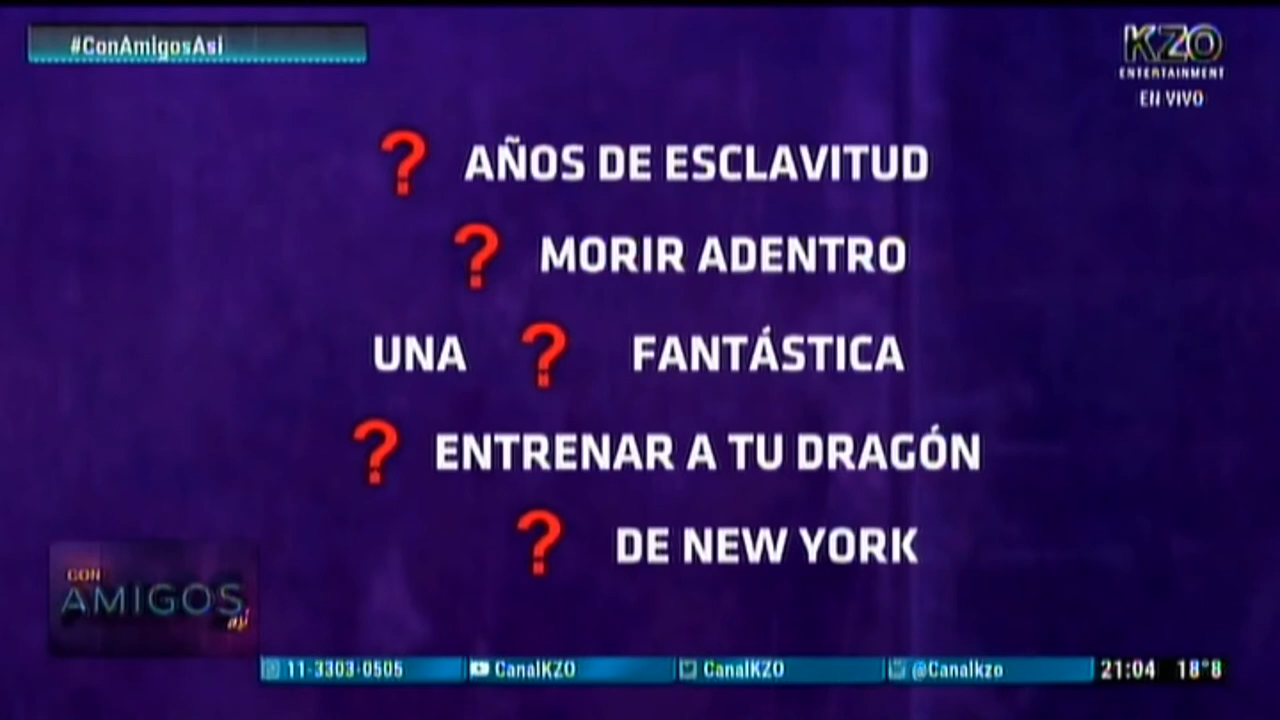 #ConAmigosAsi
KZO
ENTERTAINMENT
EN VIVO
? AÑOS DE ESCLAVITUD
? MORIR ADENTRO
UNA ? FANTÁSTICA
? ENTRENAR A TU DRAGÓN
? DE NEW YORK
CON
AMIGOS
así
11-3303-0505 CanalKZO CanalKZO @Canalkzo 21:04 18°8